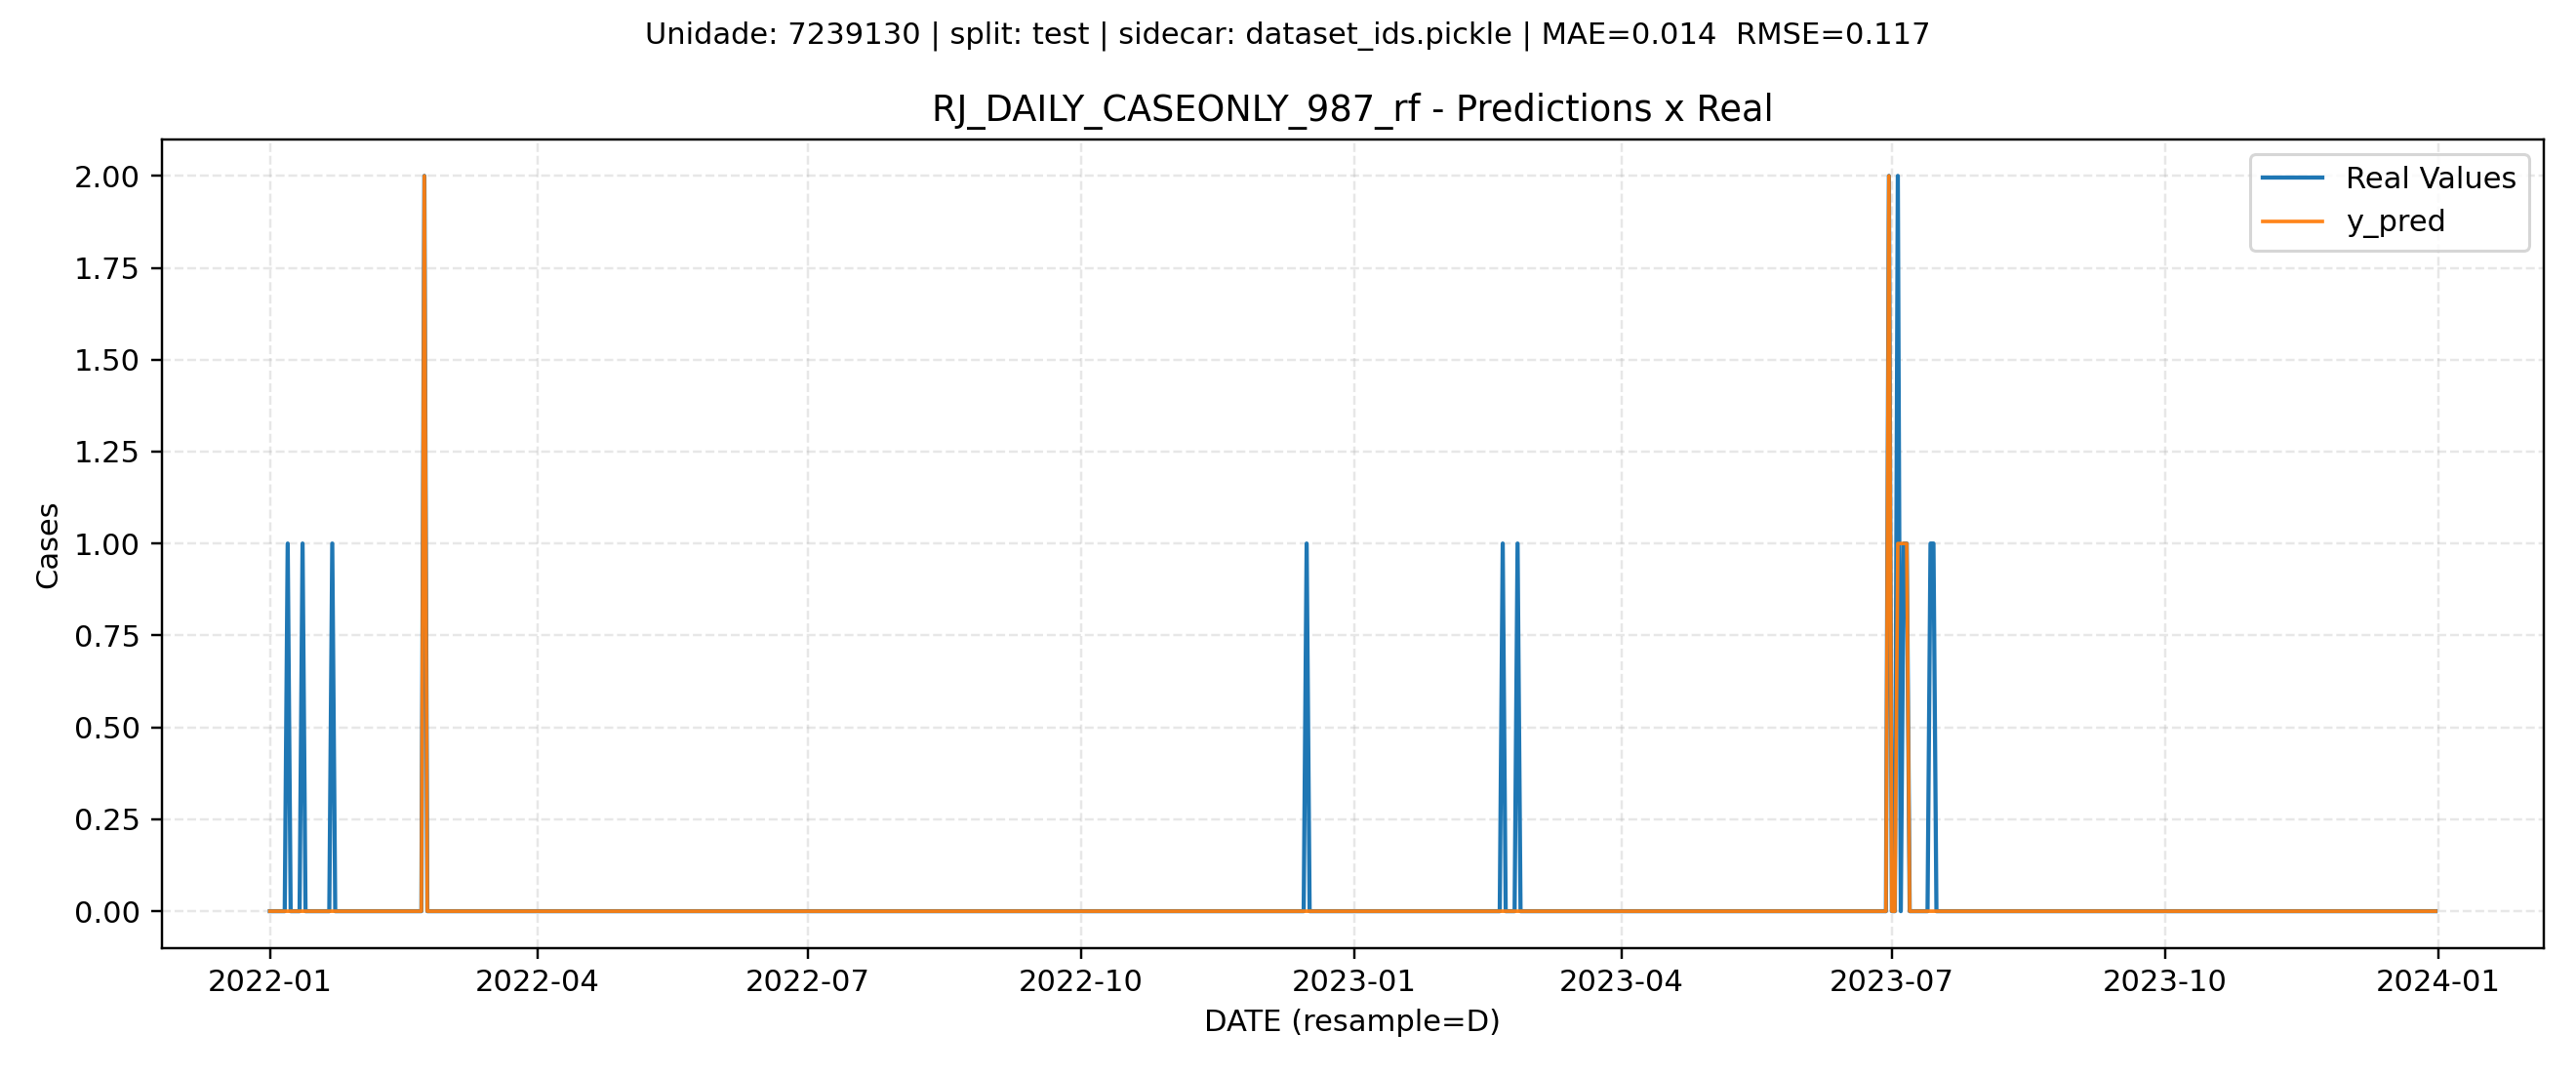 Unidade: 7239130 | split: test | sidecar: dataset_ids.pickle | MAE=0.014  RMSE=0.117
RJ_DAILY_CASEONLY_987_rf - Predictions x Real
Real Values
y_pred
Cases
2.00
1.75
1.50
1.25
1.00
0.75
0.50
0.25
0.00
2022-01 2022-04 2022-07 2022-10 2023-01 2023-04 2023-07 2023-10 2024-01
DATE (resample=D)